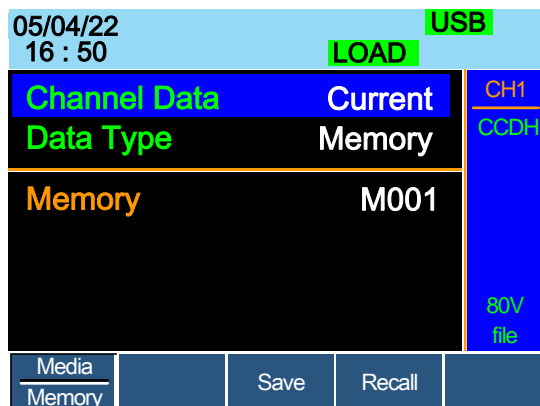 05/04/22 USB
16 : 50 LOAD
Channel Data Current CH1
Data Type Memory CCDH
Memory M001
80V
file
Media
Memory Save Recall